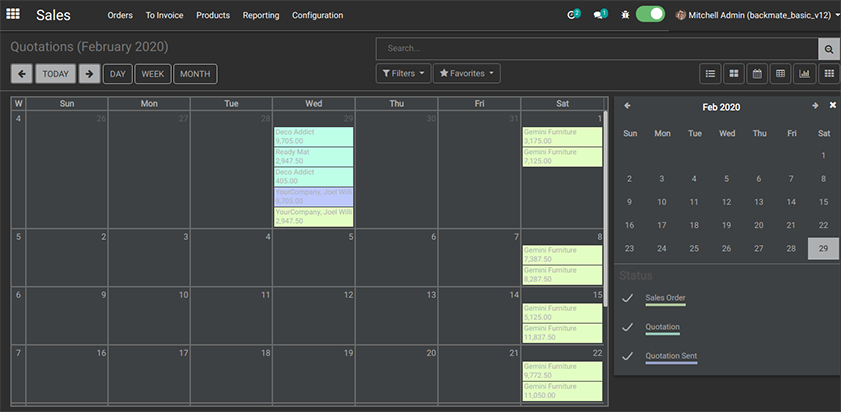 Sales Orders To Invoice Products Reporting Configuration 2 1 Mitchell Admin (backmate_basic_v12)
Quotations (February 2020)
Search...
TODAY DAY WEEK MONTH
Filters Favorites
W Sun Mon Tue Wed Thu Fri Sat
4 26 27 28 29 30 31 1
Deco Addict
9,705.00
Ready Mat
2,947.50
Deco Addict
405.00
YourCompany, Joel Willi
YourCompany, Joel Willi
2,947.50
Gemini Furniture
3,175.00
Gemini Furniture
7,125.00
5 2 3 4 5 6 7 8
Gemini Furniture
7,387.50
Gemini Furniture
8,287.50
6 9 10 11 12 13 14 15
Gemini Furniture
5,125.00
Gemini Furniture
11,837.50
7 16 17 18 19 20 21 22
Gemini Furniture
9,772.50
Gemini Furniture
11,050.00
Feb 2020
Sun Mon Tue Wed Thu Fri Sat
1
2 3 4 5 6 7 8
9 10 11 12 13 14 15
16 17 18 19 20 21 22
23 24 25 26 27 28 29
Status
Sales Order
Quotation
Quotation Sent